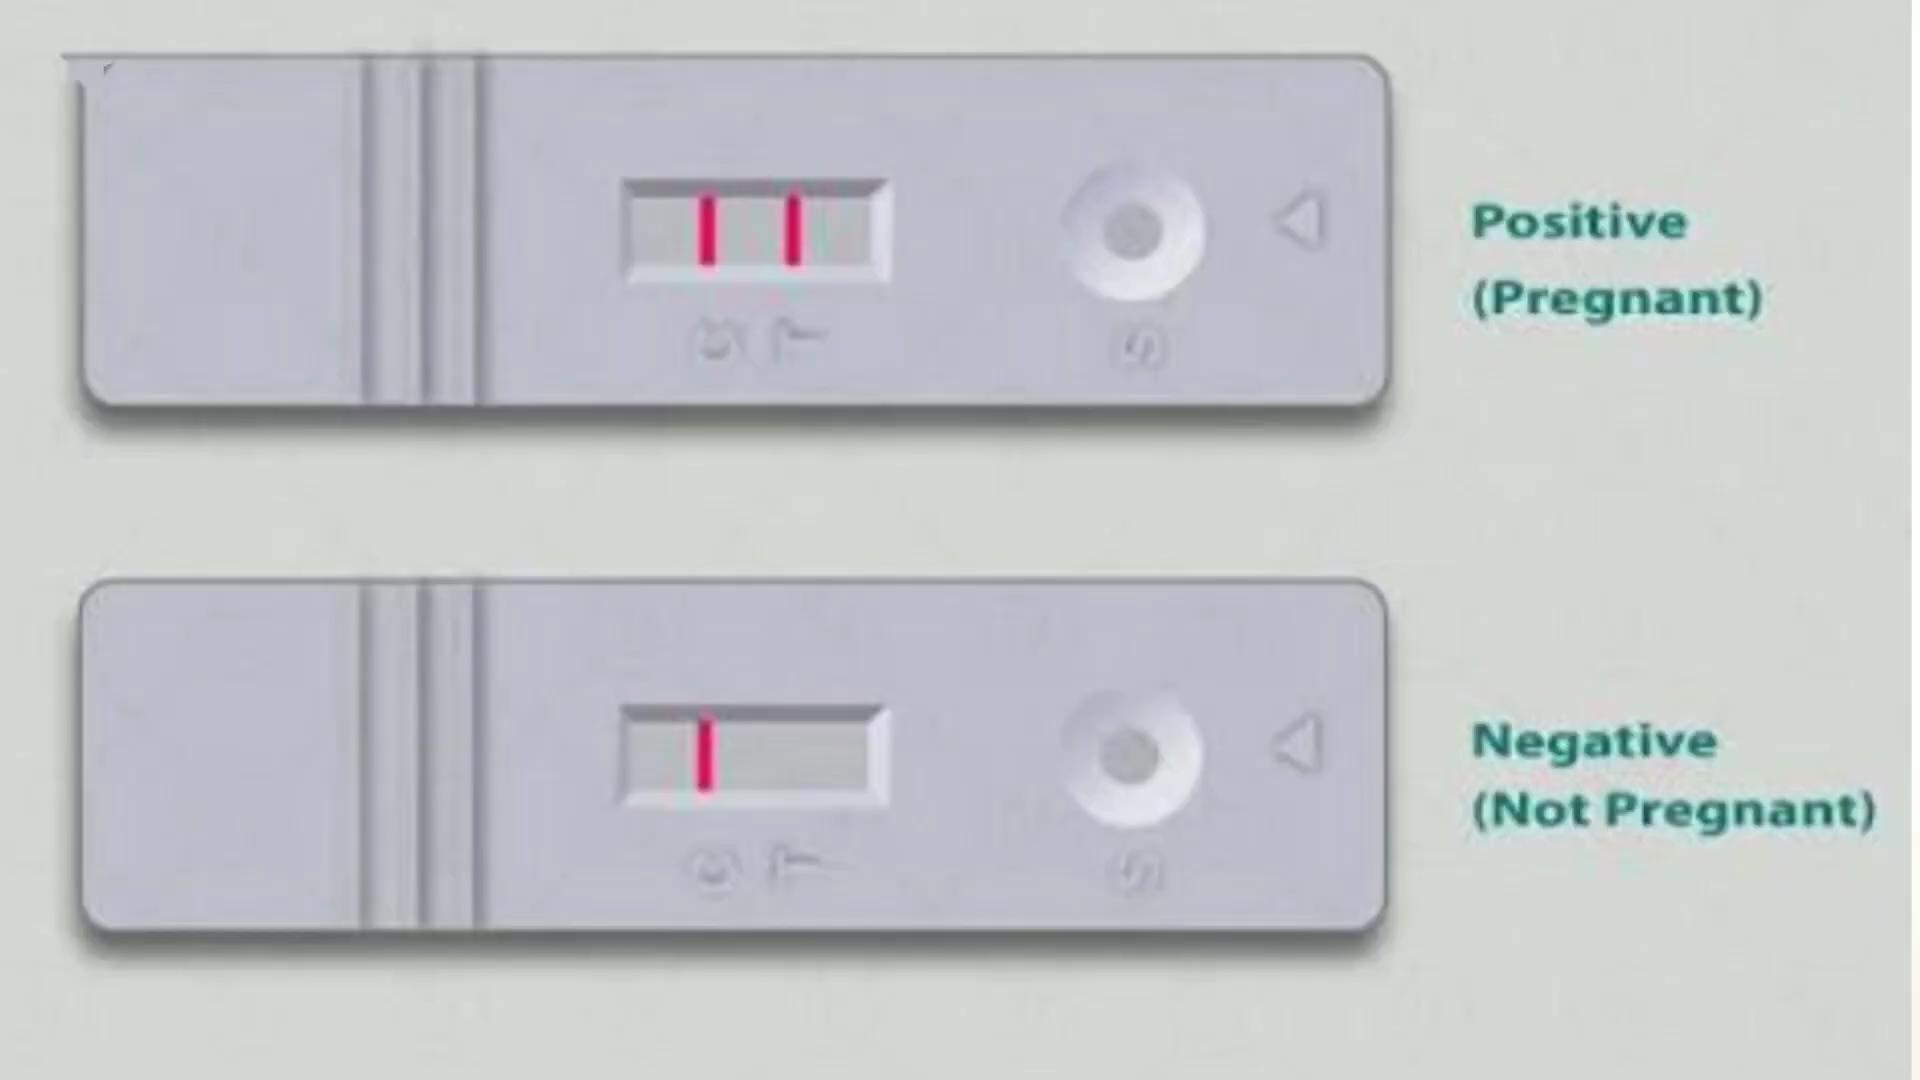 C T
S
Positive
(Pregnant)
C T
S
Negative
(Not Pregnant)